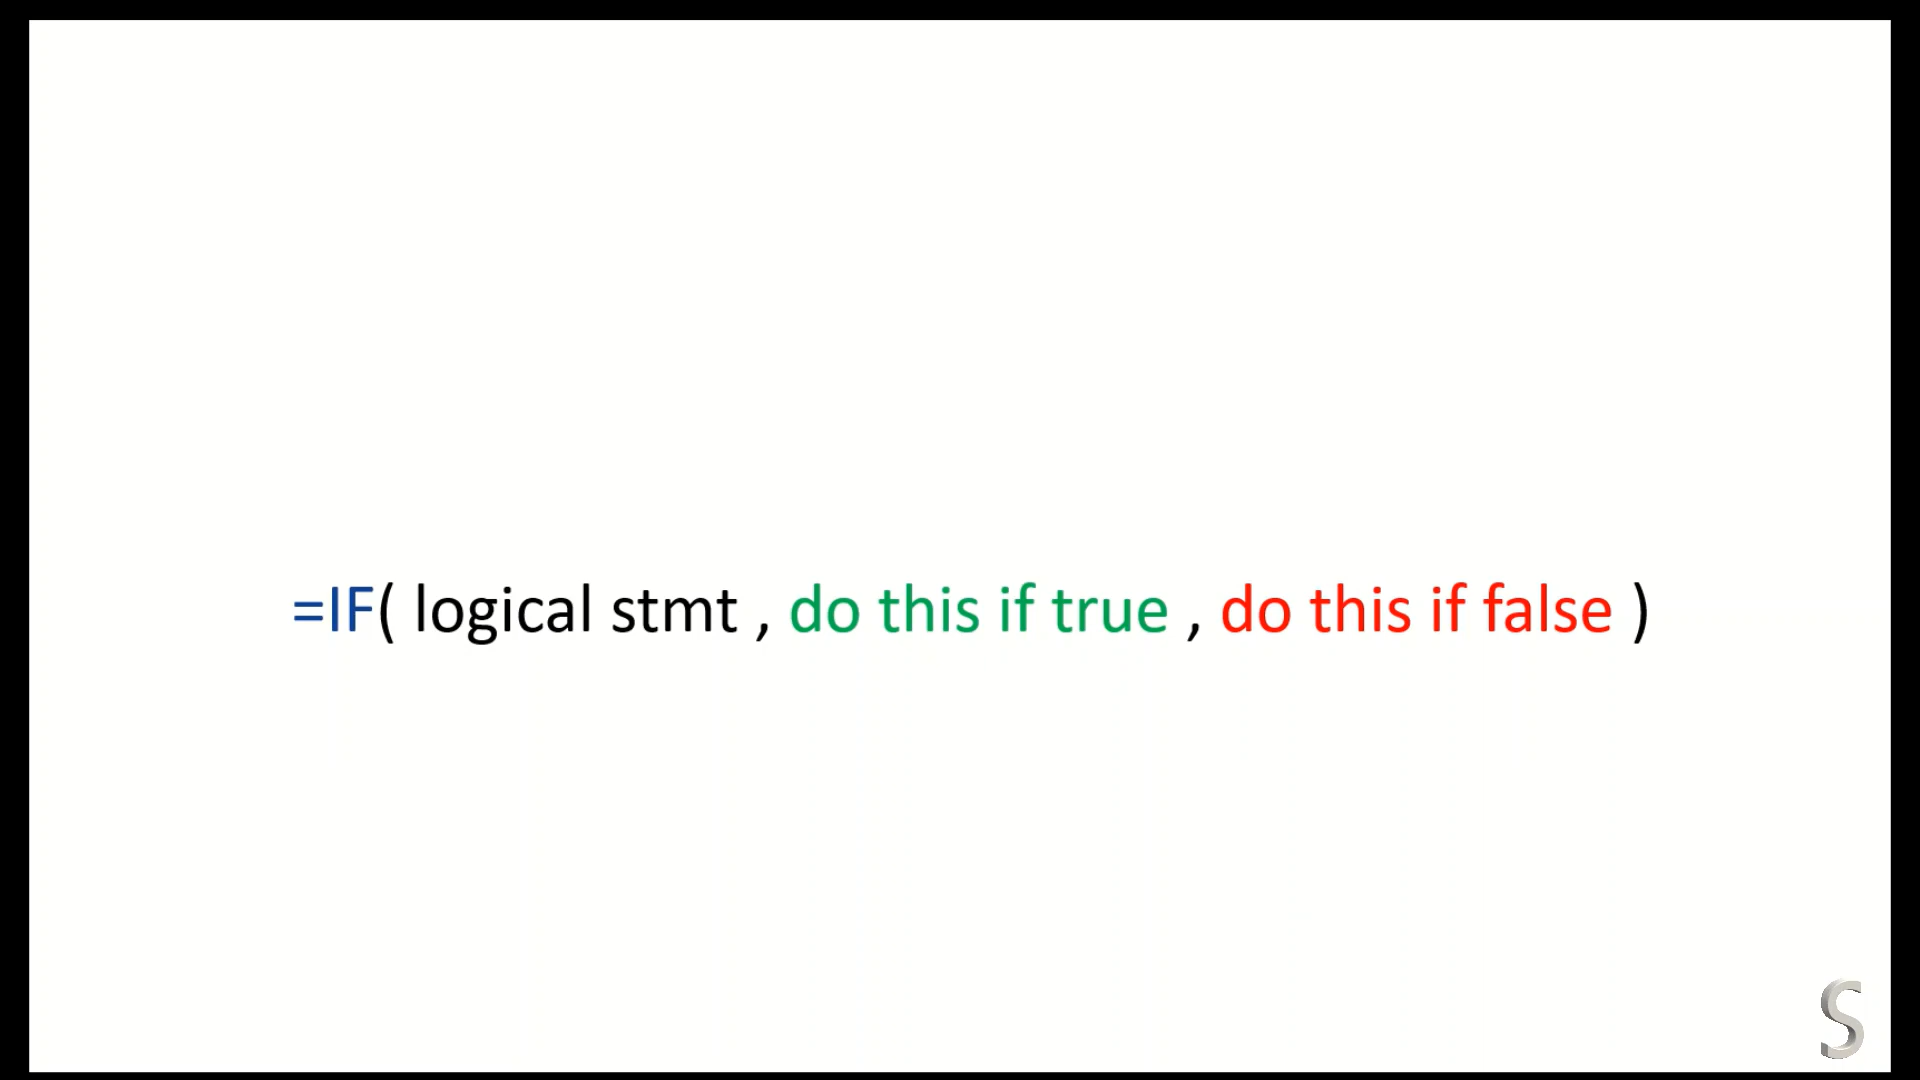 =IF( logical stmt , do this if true , do this if false )
S